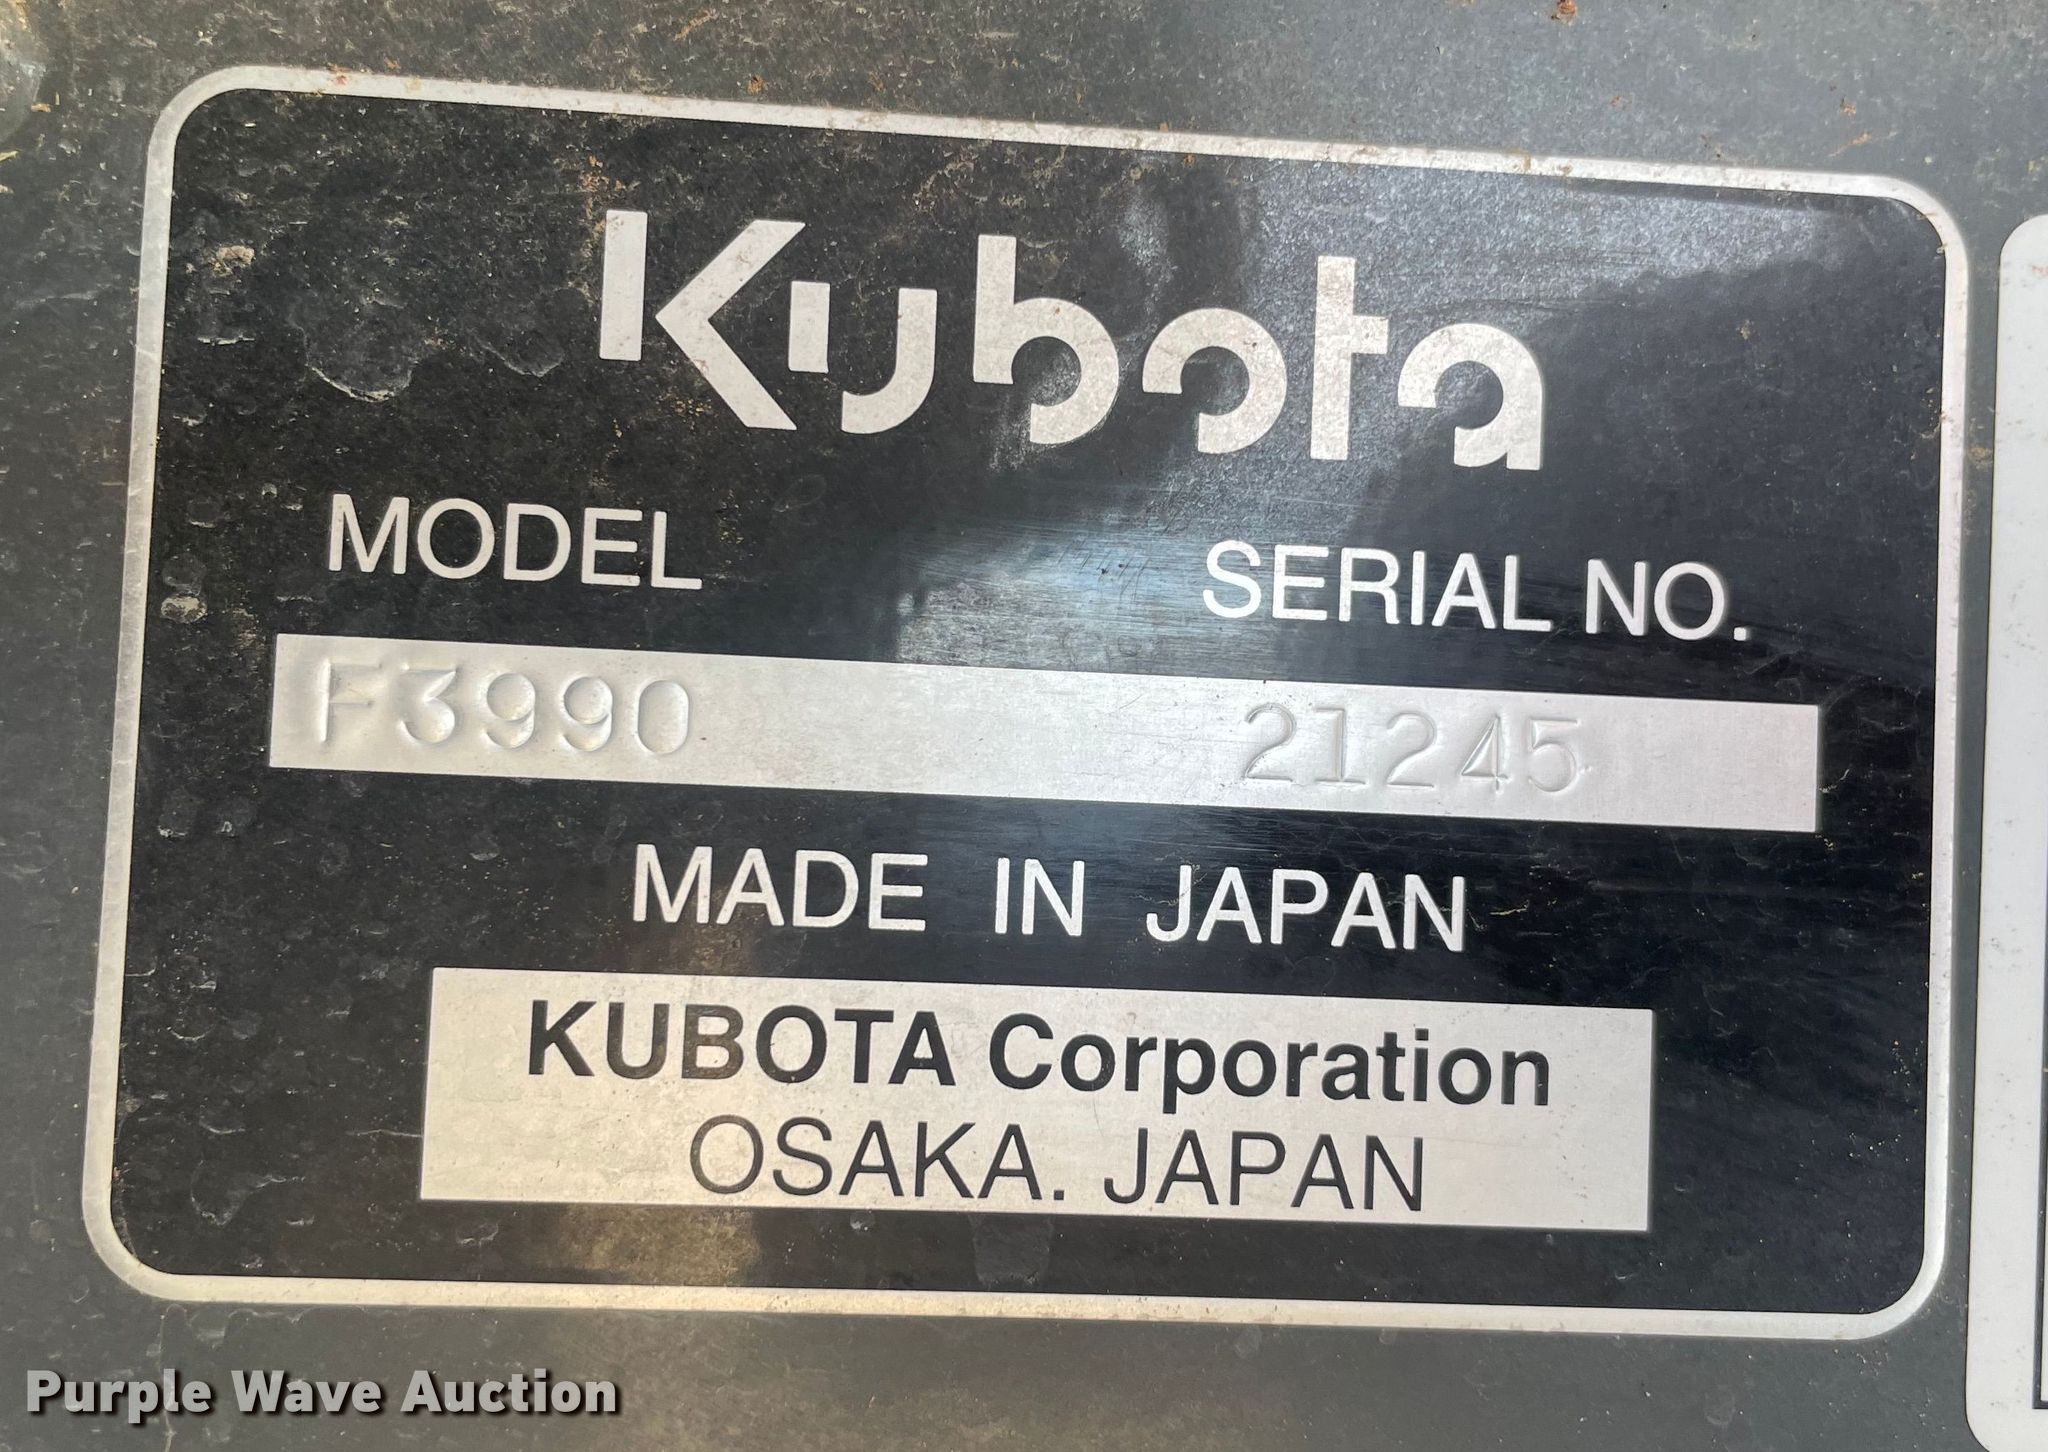 Kubota
MODEL SERIAL NO.
F3990 21245
MADE IN JAPAN
KUBOTA Corporation
OSAKA. JAPAN
Purple Wave Auction